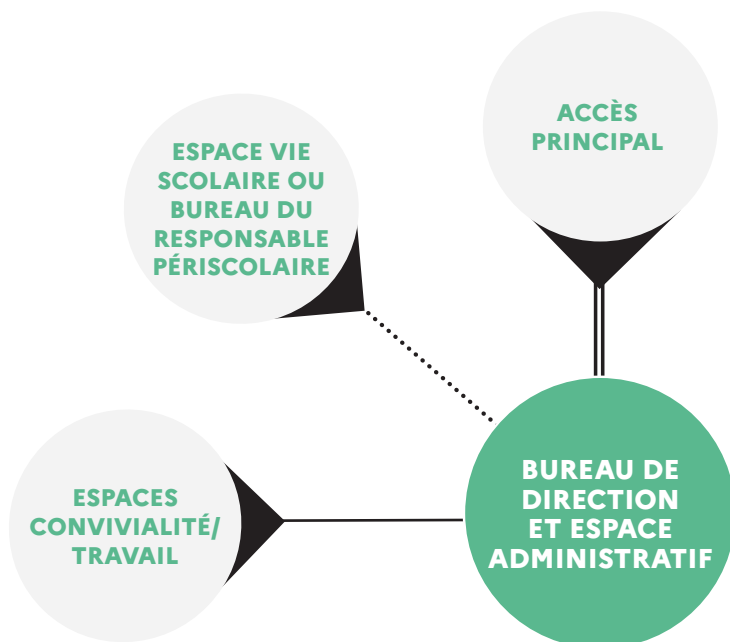 ACCÈS
PRINCIPAL
ESPACE VIE
SCOLAIRE OU
BUREAU DU
RESPONSABLE
PÉRISCOLAIRE
ESPACES
CONVIVIALITÉ/
TRAVAIL
BUREAU DE
DIRECTION
ET ESPACE
ADMINISTRATIF